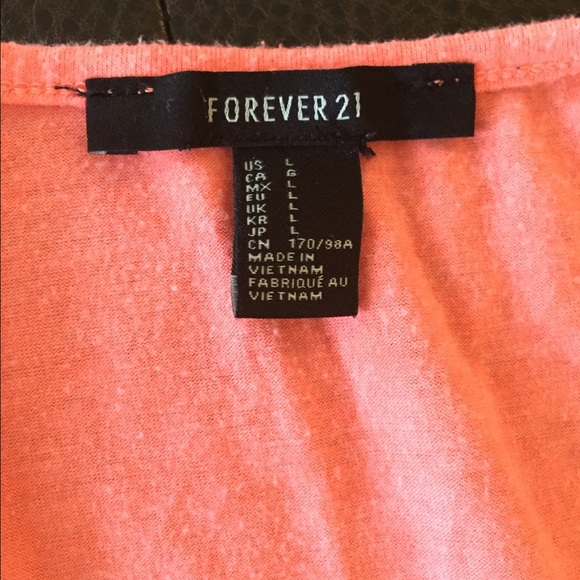 FOREVER 21
US L
CA G
MX L
EU L
UK L
KR L
JP L
CN 170/98A
MADE IN
VIETNAM
FABRIQUÉ AU
VIETNAM